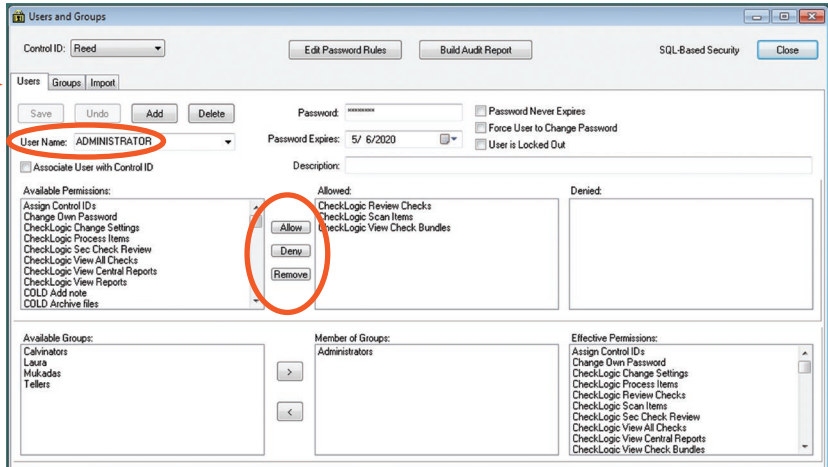 Users and Groups
Control ID: Reed Edit Password Rules Build Audit Report SQL-Based Security Close
Users Groups Import
Save Undo Add Delete Password: ******** Password Never Expires
Force User to Change Password
User Name: ADMINISTRATOR Password Expires: 5/ 6/2020 User is Locked Out
Associate User with Control ID Description:
Available Permissions: Allowed: Denied:
Assign Control IDs CheckLogic Review Checks
Change Own Password CheckLogic Scan Items
CheckLogic Change Settings Allow CheckLogic View Check Bundles
CheckLogic Process Items
CheckLogic Sec Check Review Deny
CheckLogic View All Checks
CheckLogic View Central Reports Remove
CheckLogic View Reports
COLD Add note
COLD Archive files
Available Groups: Member of Groups: Effective Permissions:
Calvinators Administrators Assign Control IDs
Laura Change Own Password
Mukadas > CheckLogic Change Settings
Tellers CheckLogic Process Items
CheckLogic Review Checks
< CheckLogic Scan Items
CheckLogic Sec Check Review
CheckLogic View All Checks
CheckLogic View Central Reports
CheckLogic View Check Bundles